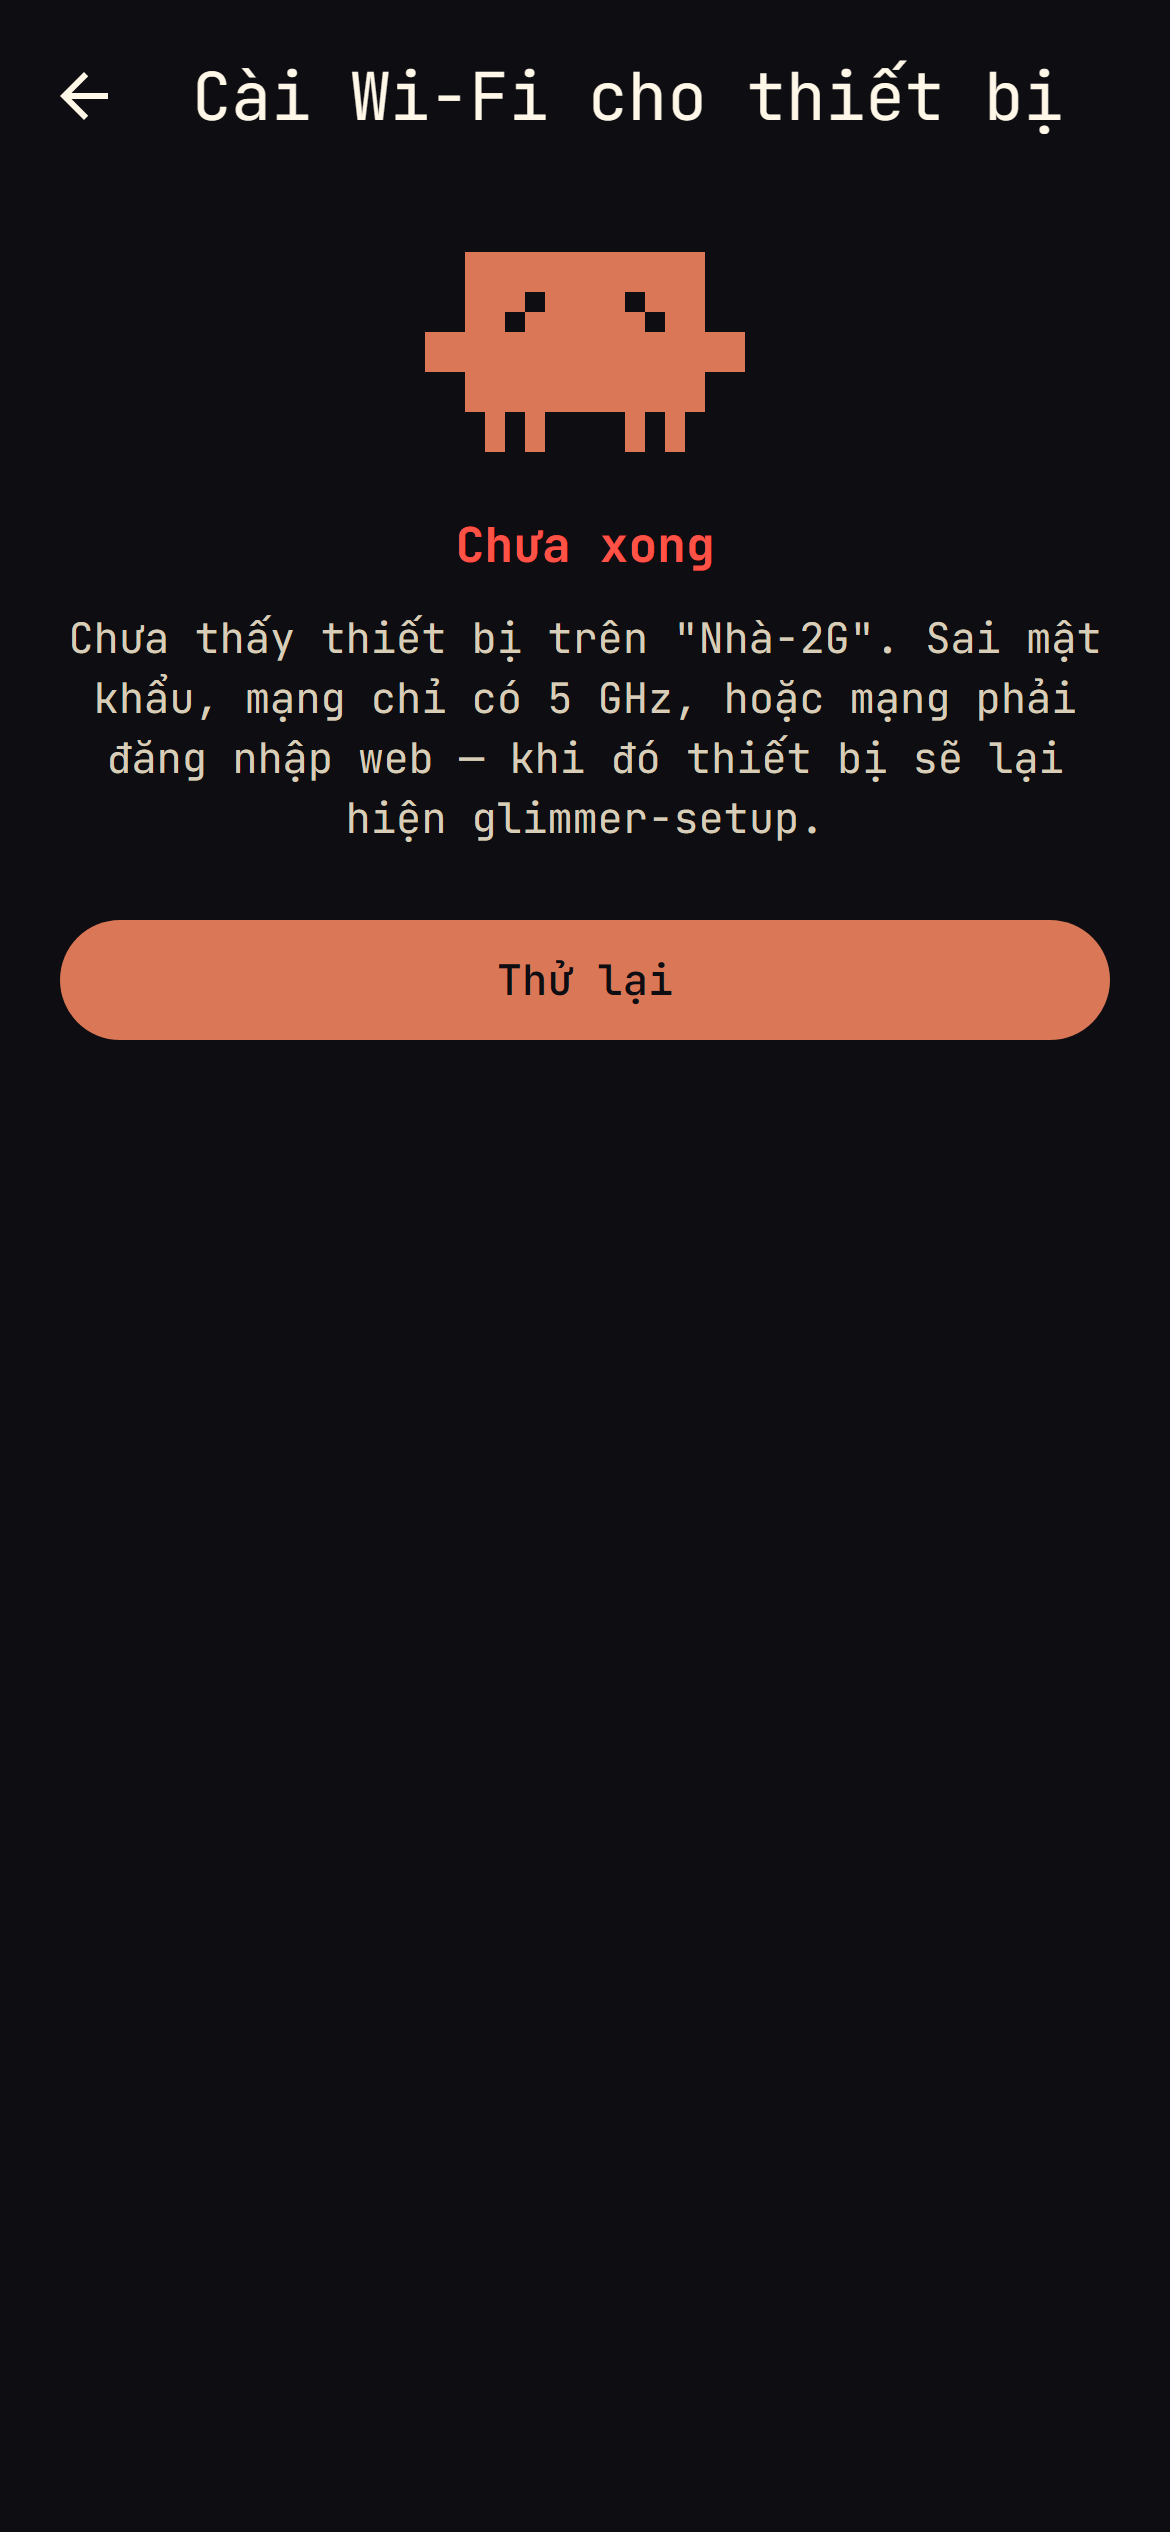 Cài Wi-Fi cho thiết bị
Chưa xong
Chưa thấy thiết bị trên "Nhà-2G". Sai mật
khẩu, mạng chỉ có 5 GHz, hoặc mạng phải
đăng nhập web — khi đó thiết bị sẽ lại
hiện glimmer-setup.
Thử lại